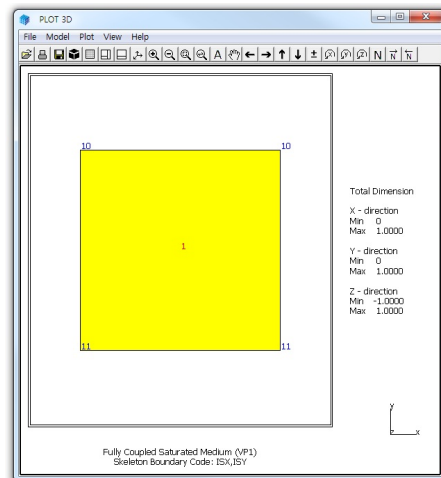 PLOT 3D
File Model Plot View Help
A N N N
10 10
1
11 11
Total Dimension
X - direction
Min 0
Max 1.0000
Y - direction
Min 0
Max 1.0000
Z - direction
Min -1.0000
Max 1.0000
y
z x
Fully Coupled Saturated Medium (VP1)
Skeleton Boundary Code: ISX,ISY